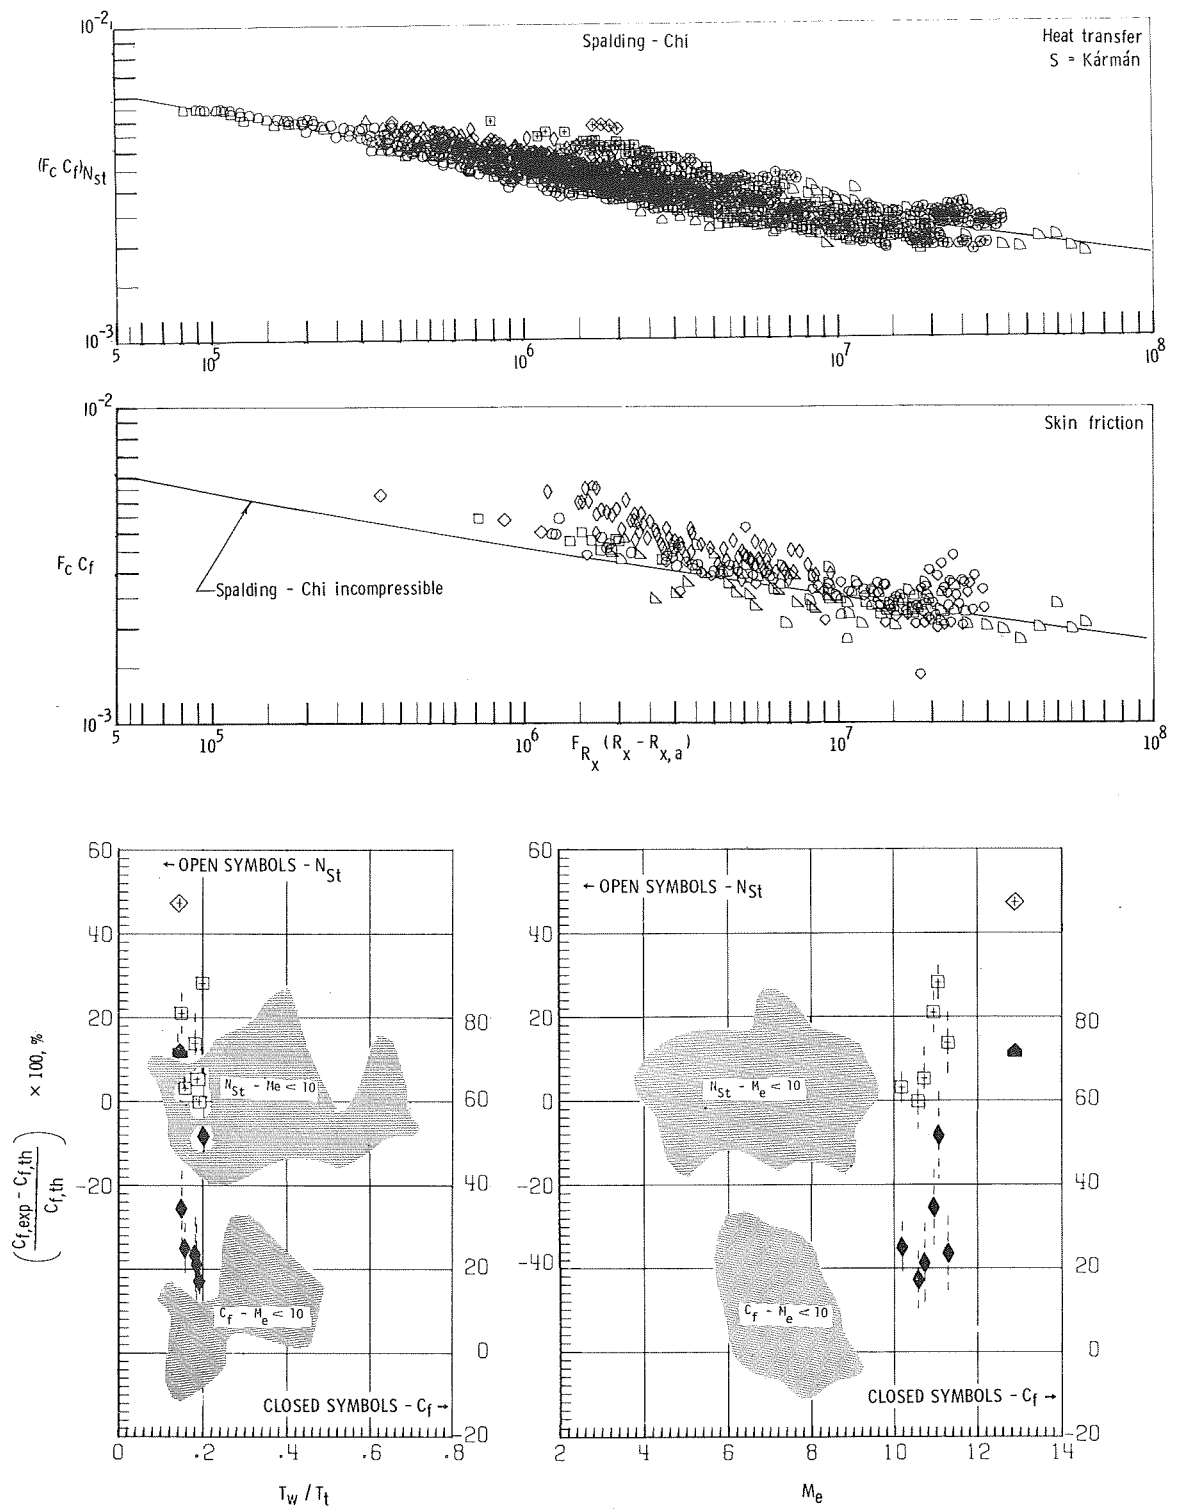 10⁻²
Spalding - Chi
Heat transfer
S = Kármán
(F_c C_f)_N_St
10⁻³
5 10⁵ 10⁶ 10⁷ 10⁸
10⁻²
Skin friction
F_c C_f
Spalding - Chi incompressible
10⁻³
5 10⁵ 10⁶ 10⁷ 10⁸
F_R_x (R_x - R_x,a)
60
← OPEN SYMBOLS - N_St
40
20
80
N_St - Me < 10
0
60
-20
40
20
C_f - M_e < 10
0
CLOSED SYMBOLS - C_f →
-20
0 .2 .4 .6 .8
T_w / T_t
(C_f,exp - C_f,th / C_f,th) × 100, %
60
← OPEN SYMBOLS - N_St
40
20
80
N_St - M_e < 10
0
60
-20
40
-40
20
C_f - M_e < 10
0
CLOSED SYMBOLS - C_f →
-20
2 4 6 8 10 12 14
M_e